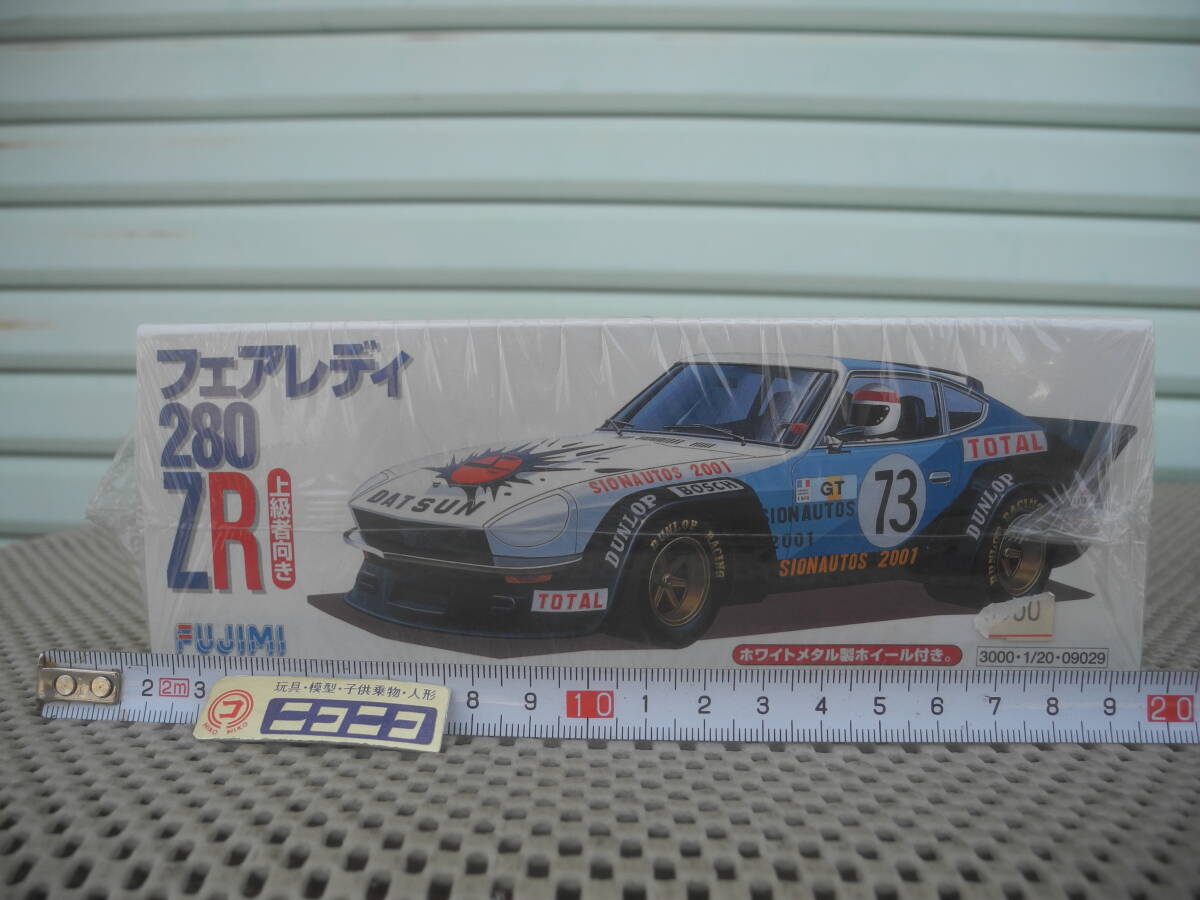 フェアレディ
280
ZR
上級者向き
FUJIMI
DATSUN
SIONAUTOS 2001
DUNLOP
BOSCH
DUNLOP RACING
TOTAL
GT
73
SIONAUTOS
2001
SIONAUTOS 2001
TOTAL
DUNLOP
ホワイトメタル製ホイール付き。
3000・1/20・09029
2 2m 3 8 9 10 1 2 3 4 5 6 7 8 9 20
玩具・模型・子供乗物・人形
ニコニコ
NIKO NIKO